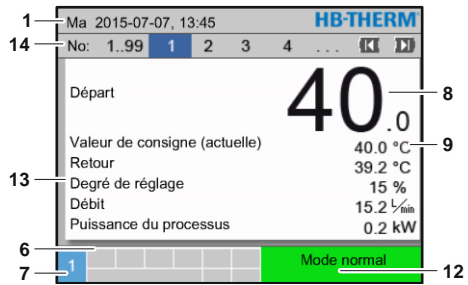 1 Ma 2015-07-07, 13:45 HB-THERM
14 No: 1..99 1 2 3 4 ...
Départ 40.0 8
Valeur de consigne (actuelle) 40.0 °C 9
Retour 39.2 °C
13 Degré de réglage 15 %
Débit 15.2 L/min
Puissance du processus 0.2 kW
6
7 1 Mode normal 12